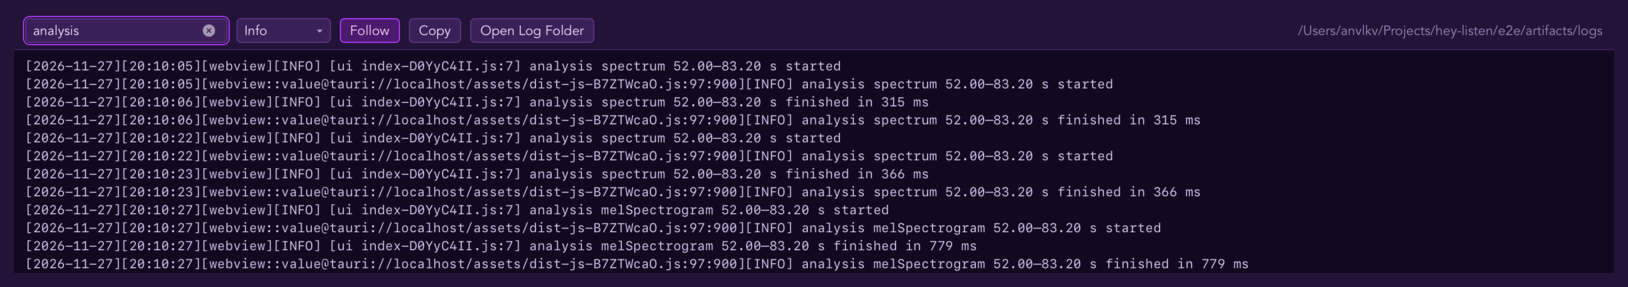 analysis
Info
Follow
Copy
Open Log Folder
/Users/anvlkv/Projects/hey-listen/e2e/artifacts/logs
[2026-11-27][20:10:05][webview][INFO] [ui index-D0YyC4II.js:7] analysis spectrum 52.00–83.20 s started
[2026-11-27][20:10:05][webview::value@tauri://localhost/assets/dist-js-B7ZTWcaO.js:97:900][INFO] analysis spectrum 52.00–83.20 s started
[2026-11-27][20:10:06][webview][INFO] [ui index-D0YyC4II.js:7] analysis spectrum 52.00–83.20 s finished in 315 ms
[2026-11-27][20:10:06][webview::value@tauri://localhost/assets/dist-js-B7ZTWcaO.js:97:900][INFO] analysis spectrum 52.00–83.20 s finished in 315 ms
[2026-11-27][20:10:22][webview][INFO] [ui index-D0YyC4II.js:7] analysis spectrum 52.00–83.20 s started
[2026-11-27][20:10:22][webview::value@tauri://localhost/assets/dist-js-B7ZTWcaO.js:97:900][INFO] analysis spectrum 52.00–83.20 s started
[2026-11-27][20:10:23][webview][INFO] [ui index-D0YyC4II.js:7] analysis spectrum 52.00–83.20 s finished in 366 ms
[2026-11-27][20:10:23][webview::value@tauri://localhost/assets/dist-js-B7ZTWcaO.js:97:900][INFO] analysis spectrum 52.00–83.20 s finished in 366 ms
[2026-11-27][20:10:27][webview][INFO] [ui index-D0YyC4II.js:7] analysis melSpectrogram 52.00–83.20 s started
[2026-11-27][20:10:27][webview::value@tauri://localhost/assets/dist-js-B7ZTWcaO.js:97:900][INFO] analysis melSpectrogram 52.00–83.20 s started
[2026-11-27][20:10:27][webview][INFO] [ui index-D0YyC4II.js:7] analysis melSpectrogram 52.00–83.20 s finished in 779 ms
[2026-11-27][20:10:27][webview::value@tauri://localhost/assets/dist-js-B7ZTWcaO.js:97:900][INFO] analysis melSpectrogram 52.00–83.20 s finished in 779 ms